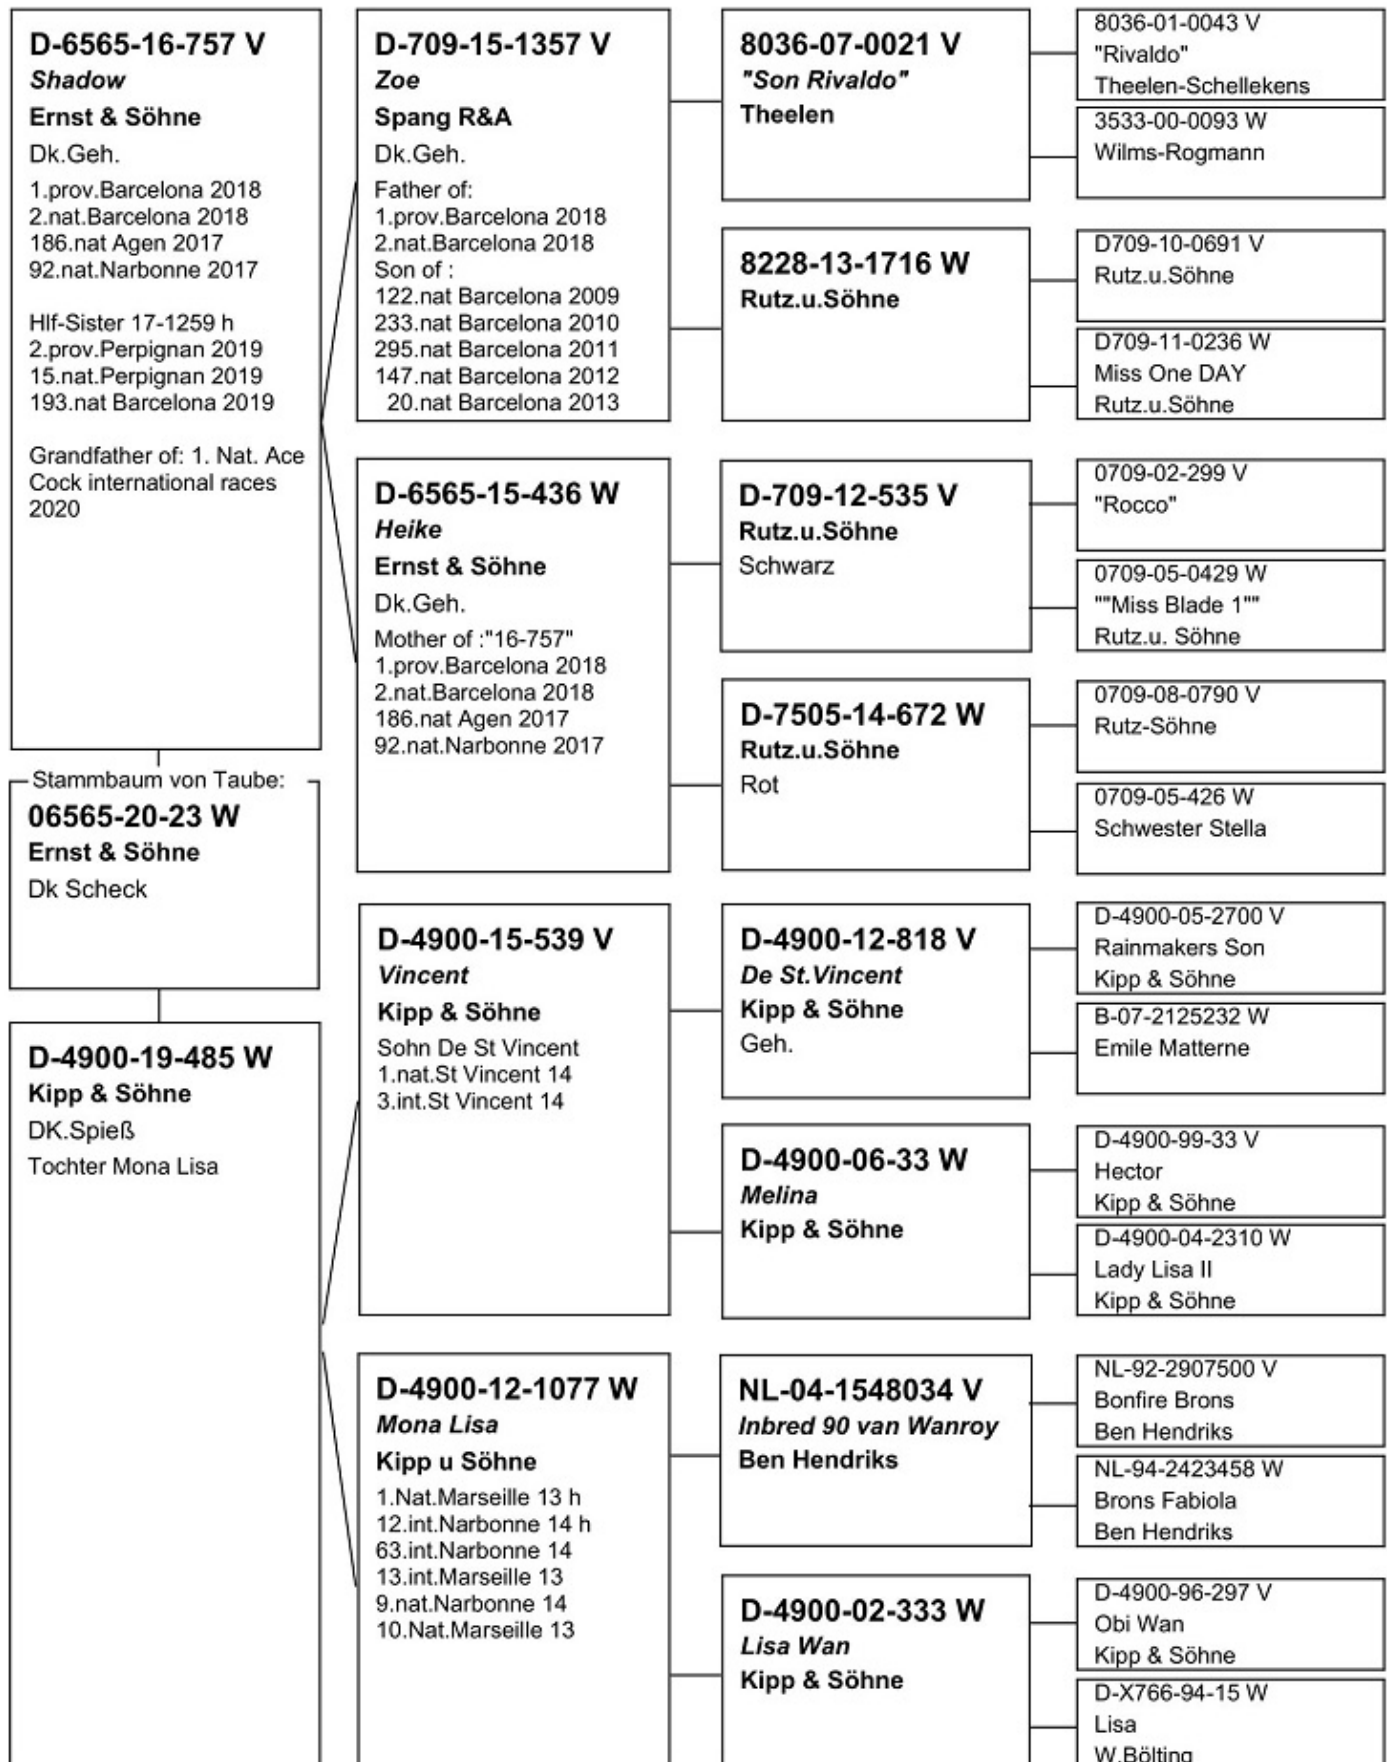 D-6565-16-757 V
Shadow
Ernst & Söhne
Dk.Geh.
1.prov.Barcelona 2018
2.nat.Barcelona 2018
186.nat Agen 2017
92.nat.Narbonne 2017
Hlf-Sister 17-1259 h
2.prov.Perpignan 2019
15.nat.Perpignan 2019
193.nat Barcelona 2019
Grandfather of: 1. Nat. Ace
Cock international races
2020
Stammbaum von Taube:
06565-20-23 W
Ernst & Söhne
Dk Scheck
D-4900-19-485 W
Kipp & Söhne
DK.Spieß
Tochter Mona Lisa
D-709-15-1357 V
Zoe
Spang R&A
Dk.Geh.
Father of:
1.prov.Barcelona 2018
2.nat.Barcelona 2018
Son of :
122.nat Barcelona 2009
233.nat Barcelona 2010
295.nat Barcelona 2011
147.nat Barcelona 2012
20.nat Barcelona 2013
D-6565-15-436 W
Heike
Ernst & Söhne
Dk.Geh.
Mother of :"16-757"
1.prov.Barcelona 2018
2.nat.Barcelona 2018
186.nat Agen 2017
92.nat.Narbonne 2017
D-4900-15-539 V
Vincent
Kipp & Söhne
Sohn De St Vincent
1.nat.St Vincent 14
3.int.St Vincent 14
D-4900-12-1077 W
Mona Lisa
Kipp u Söhne
1.Nat.Marseille 13 h
12.int.Narbonne 14 h
63.int.Narbonne 14
13.int.Marseille 13
9.nat.Narbonne 14
10.Nat.Marseille 13
8036-07-0021 V
"Son Rivaldo"
Theelen
8228-13-1716 W
Rutz.u.Söhne
D-709-12-535 V
Rutz.u.Söhne
Schwarz
D-7505-14-672 W
Rutz.u.Söhne
Rot
D-4900-12-818 V
De St.Vincent
Kipp & Söhne
Geh.
D-4900-06-33 W
Melina
Kipp & Söhne
NL-04-1548034 V
Inbred 90 van Wanroy
Ben Hendriks
D-4900-02-333 W
Lisa Wan
Kipp & Söhne
8036-01-0043 V
"Rivaldo"
Theelen-Schellekens
3533-00-0093 W
Wilms-Rogmann
D709-10-0691 V
Rutz.u.Söhne
D709-11-0236 W
Miss One DAY
Rutz.u.Söhne
0709-02-299 V
"Rocco"
0709-05-0429 W
""Miss Blade 1""
Rutz.u. Söhne
0709-08-0790 V
Rutz-Söhne
0709-05-426 W
Schwester Stella
D-4900-05-2700 V
Rainmakers Son
Kipp & Söhne
B-07-2125232 W
Emile Matterne
D-4900-99-33 V
Hector
Kipp & Söhne
D-4900-04-2310 W
Lady Lisa II
Kipp & Söhne
NL-92-2907500 V
Bonfire Brons
Ben Hendriks
NL-94-2423458 W
Brons Fabiola
Ben Hendriks
D-4900-96-297 V
Obi Wan
Kipp & Söhne
D-X766-94-15 W
Lisa
W.Bölting